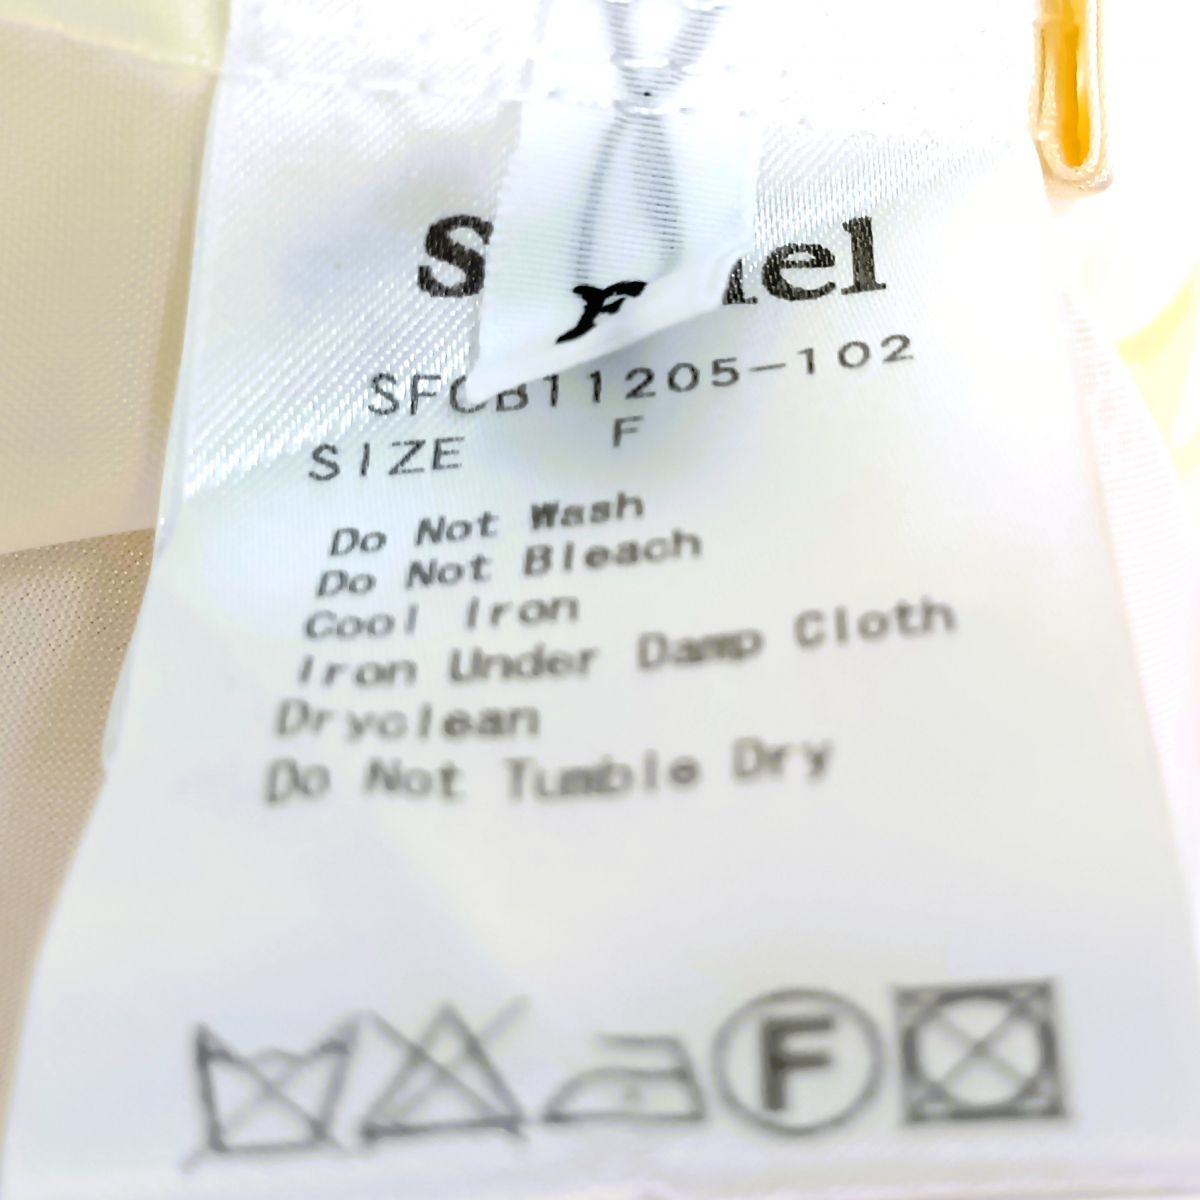 F
SFCB11205-102
SIZE F
Do Not Wash
Do Not Bleach
Cool Iron
Iron Under Damp Cloth
Dryclean
Do Not Tumble Dry
F